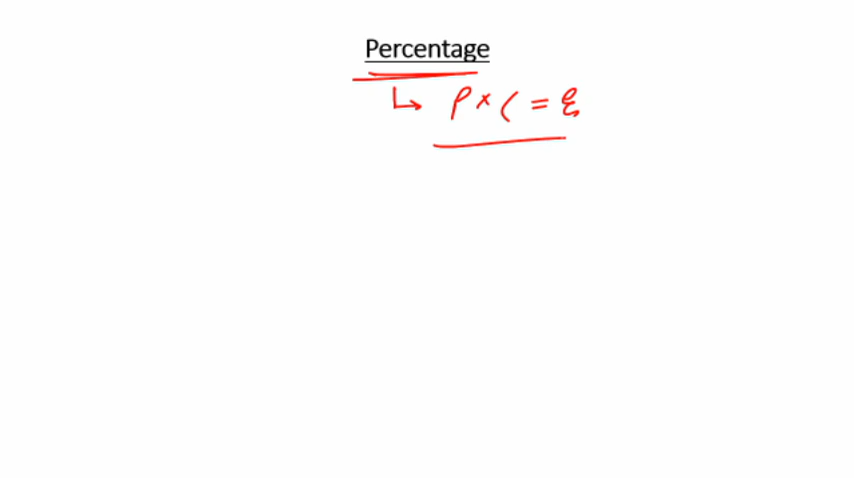 Percentage
↳ P × C = E